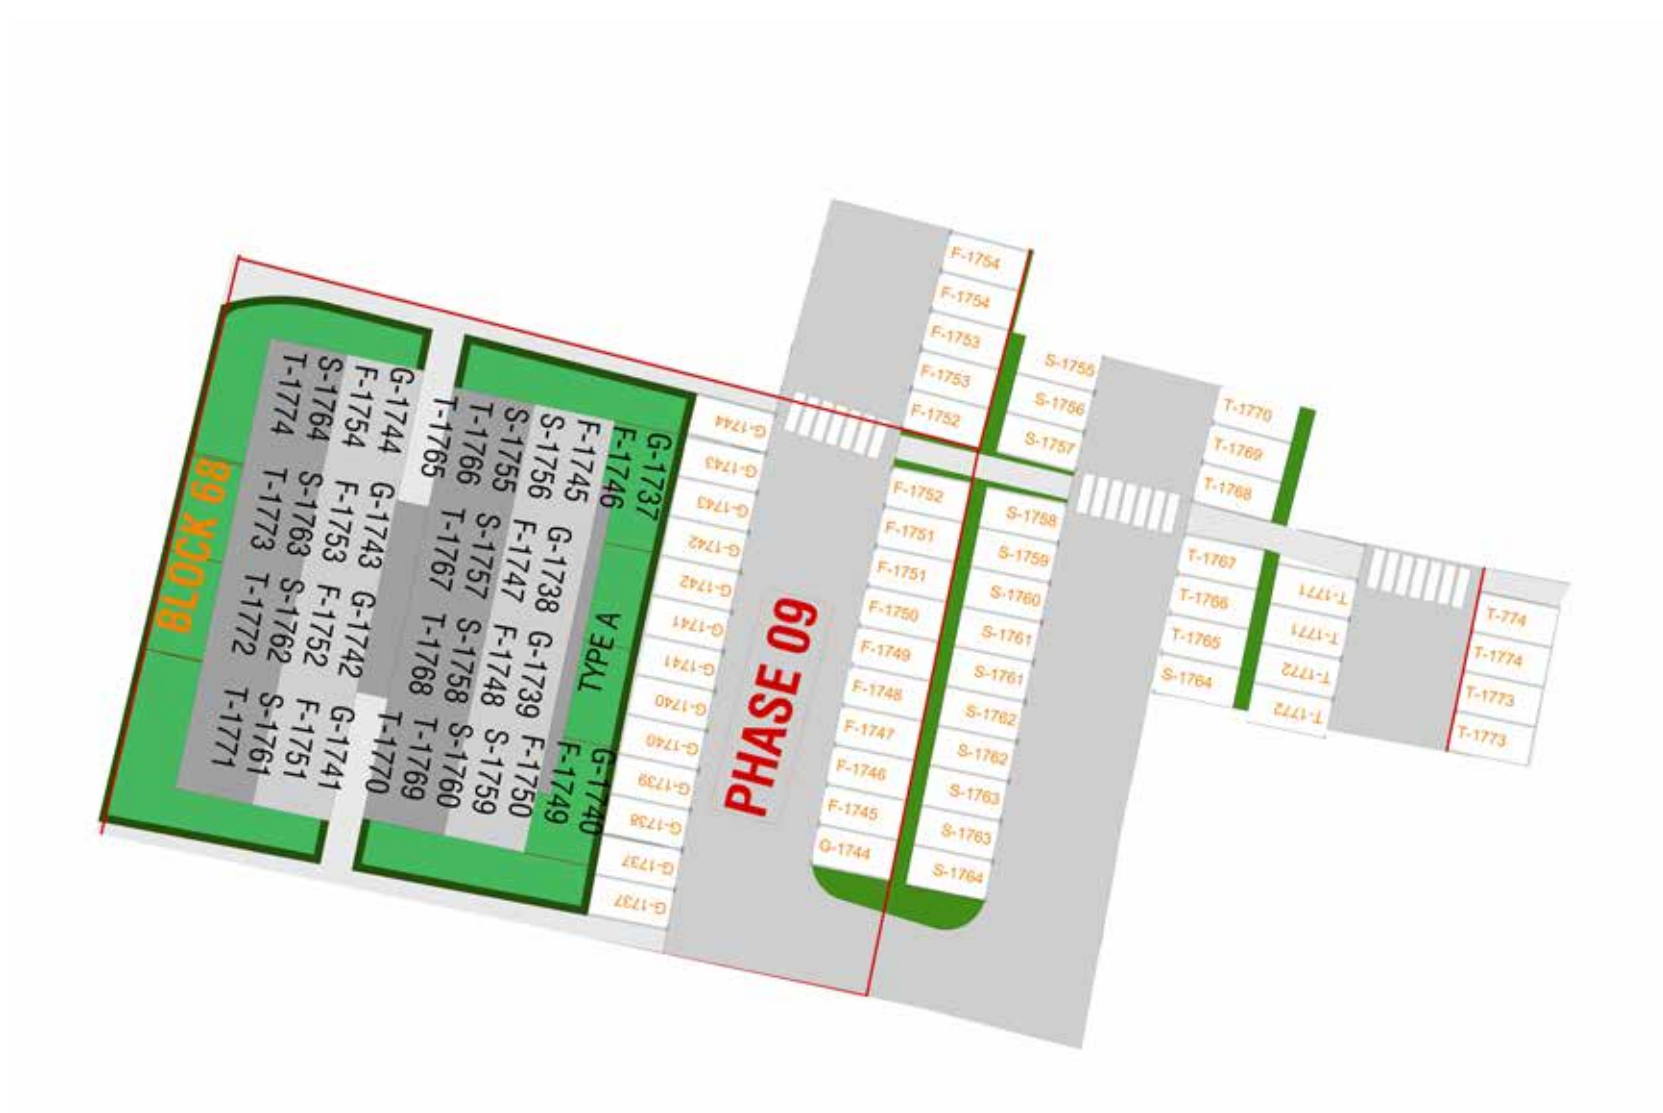 BLOCK 68
T-1774
S-1764
F-1754
G-1744
T-1765
T-1766
S-1755
S-1756
F-1745
F-1746
G-1737
T-1773
S-1763
F-1753
G-1743
T-1767
S-1757
F-1747
G-1738
T-1772
S-1762
F-1752
G-1742
T-1768
S-1758
F-1748
G-1739
T-1771
S-1761
F-1751
G-1741
T-1770
T-1769
S-1760
S-1759
F-1750
F-1749
G-1740
TYPE A
G-1744
G-1743
G-1743
G-1742
G-1742
G-1741
G-1741
G-1740
G-1740
G-1739
G-1738
G-1737
G-1737
PHASE 09
F-1754
F-1754
F-1753
F-1753
F-1752
F-1752
F-1751
F-1751
F-1750
F-1749
F-1748
F-1747
F-1746
F-1745
G-1744
S-1755
S-1756
S-1757
S-1758
S-1759
S-1760
S-1761
S-1761
S-1762
S-1762
S-1763
S-1763
S-1764
T-1770
T-1769
T-1768
T-1767
T-1766
T-1765
S-1764
T-1771
T-1771
T-1772
T-1772
T-774
T-1774
T-1773
T-1773